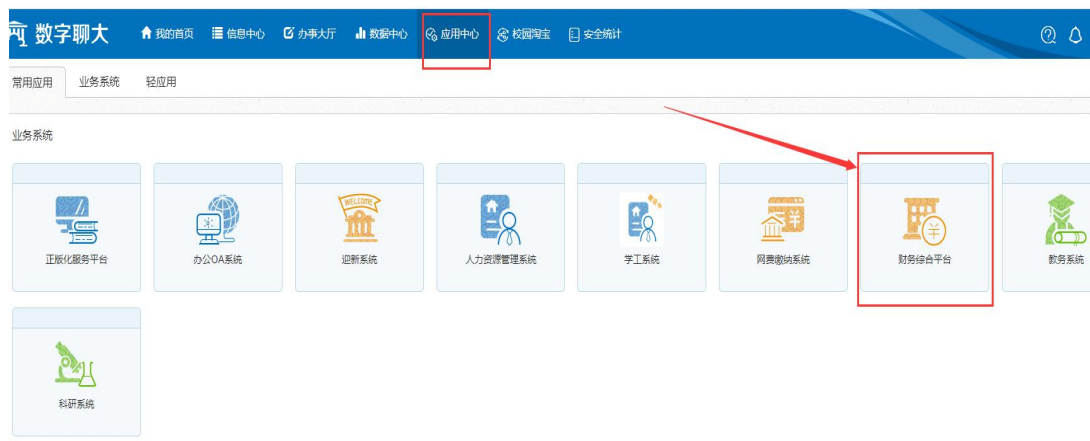 数字聊大 我的首页 信息中心 办事大厅 数据中心 应用中心 校园淘宝 安全统计
常用应用 业务系统 轻应用
业务系统
WELCOME
正版化服务平台 办公OA系统 迎新系统 人力资源管理系统 学工系统 网费缴纳系统 财务综合平台 教务系统
科研系统